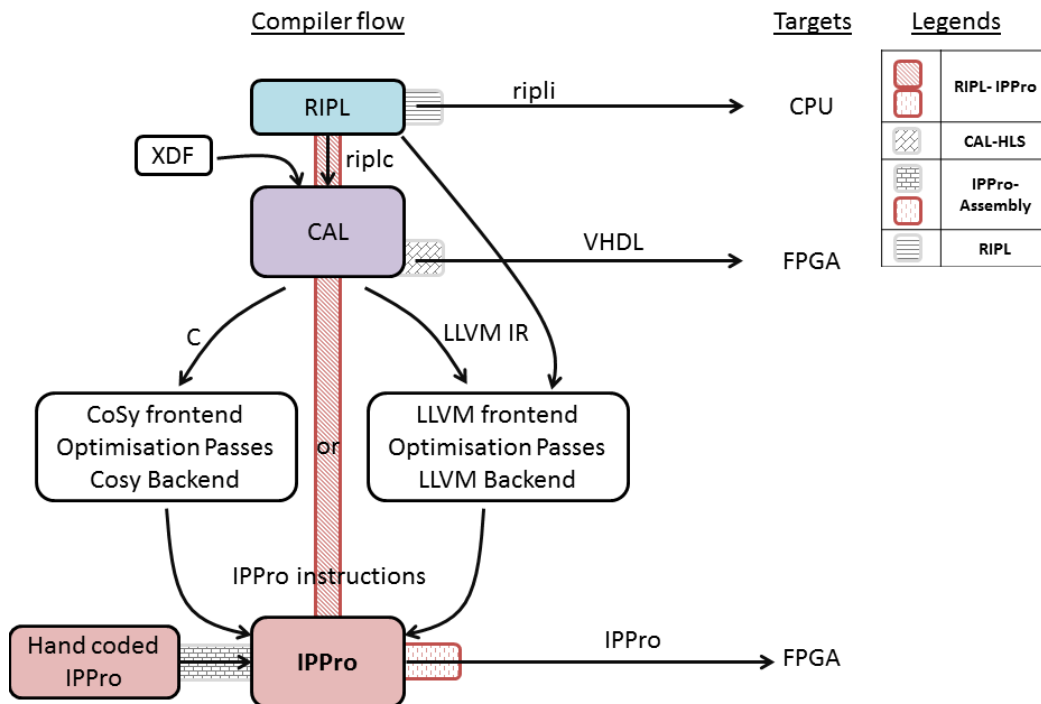 Compiler flow
Targets
Legends
RIPL
ripli
CPU
RIPL- IPPro
XDF
riplc
CAL-HLS
CAL
VHDL
FPGA
IPPro-
Assembly
RIPL
C
LLVM IR
CoSy frontend
Optimisation Passes
Cosy Backend
or
LLVM frontend
Optimisation Passes
LLVM Backend
IPPro instructions
Hand coded
IPPro
IPPro
IPPro
FPGA